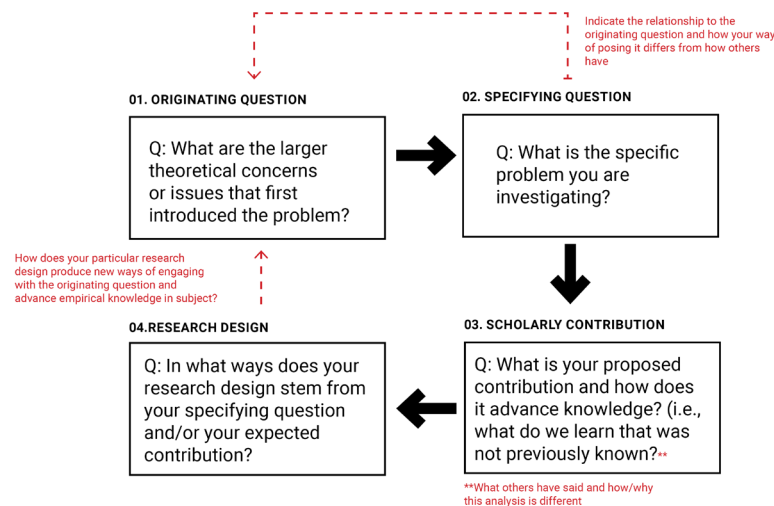 Indicate the relationship to the
originating question and how your way
of posing it differs from how others
have
01. ORIGINATING QUESTION
Q: What are the larger
theoretical concerns
or issues that first
introduced the problem?
02. SPECIFYING QUESTION
Q: What is the specific
problem you are
investigating?
How does your particular research
design produce new ways of engaging
with the originating question and
advance empirical knowledge in subject?
04.RESEARCH DESIGN
Q: In what ways does your
research design stem from
your specifying question
and/or your expected
contribution?
03. SCHOLARLY CONTRIBUTION
Q: What is your proposed
contribution and how does
it advance knowledge? (i.e.,
what do we learn that was
not previously known?**
**What others have said and how/why
this analysis is different